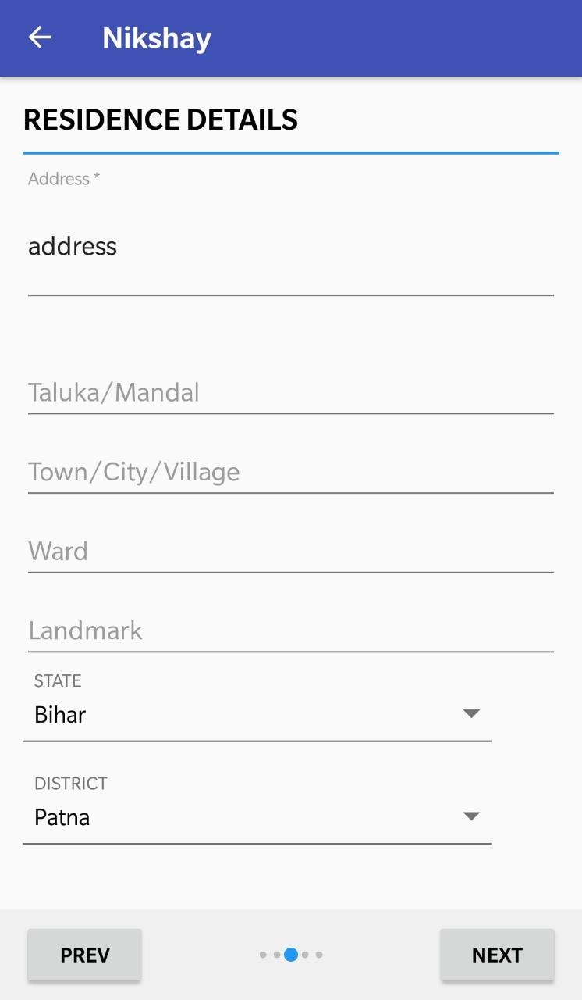 Nikshay
RESIDENCE DETAILS
Address *
address
Taluka/Mandal
Town/City/Village
Ward
Landmark
STATE
Bihar
DISTRICT
Patna
PREV
NEXT